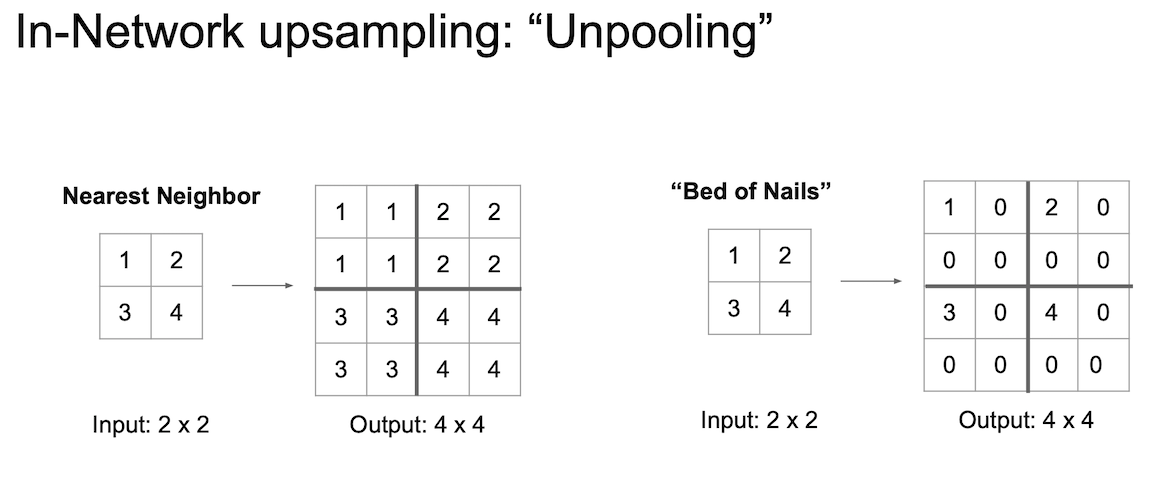 In-Network upsampling: “Unpooling”
Nearest Neighbor
1 2
3 4
Input: 2 x 2
1 1 2 2
1 1 2 2
3 3 4 4
3 3 4 4
Output: 4 x 4
“Bed of Nails”
1 2
3 4
Input: 2 x 2
1 0 2 0
0 0 0 0
3 0 4 0
0 0 0 0
Output: 4 x 4